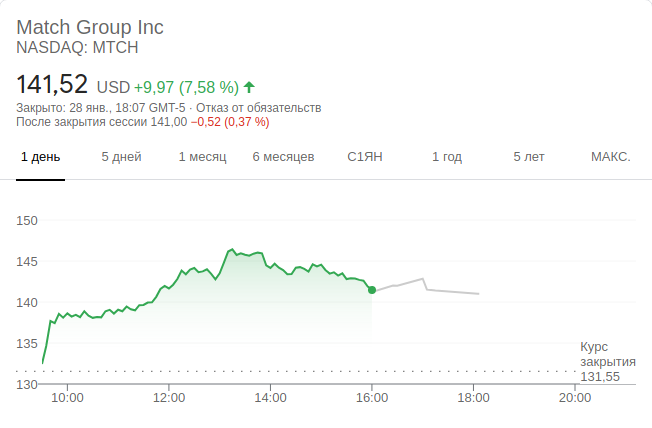 Match Group Inc
NASDAQ: MTCH
141,52 USD +9,97 (7,58 %)
Закрыто: 28 янв., 18:07 GMT-5 · Отказ от обязательств
После закрытия сессии 141,00 −0,52 (0,37 %)
1 день 5 дней 1 месяц 6 месяцев С1ЯН 1 год 5 лет МАКС.
150
145
140
135
Курс
закрытия
131,55
130
10:00 12:00 14:00 16:00 18:00 20:00